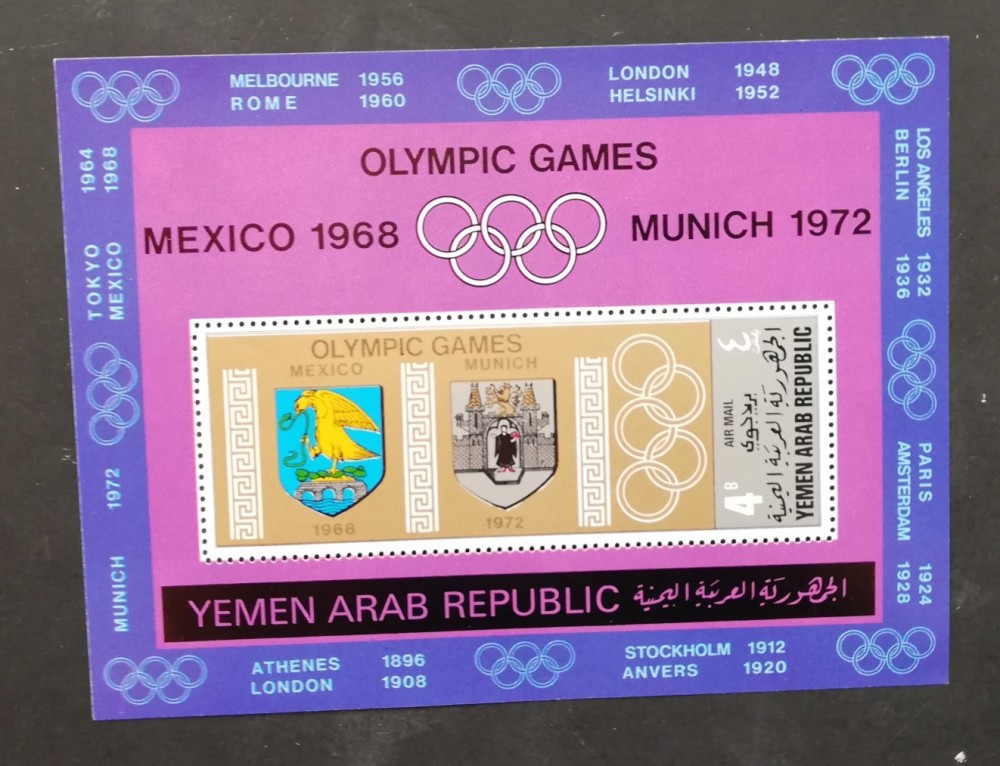 MELBOURNE 1956
ROME 1960
LONDON 1948
HELSINKI 1952
LOS ANGELES 1932
BERLIN 1936
PARIS 1924
AMSTERDAM 1928
STOCKHOLM 1912
ANVERS 1920
ATHENES 1896
LONDON 1908
MUNICH 1972
TOKYO 1964
MEXICO 1968
OLYMPIC GAMES
MEXICO 1968
MUNICH 1972
OLYMPIC GAMES
MEXICO
MUNICH
1968
1972
4 B
٤
AIR MAIL
بريد جوي
الجمهورية العربية اليمنية
YEMEN ARAB REPUBLIC
YEMEN ARAB REPUBLIC الجمهورية العربية اليمنية